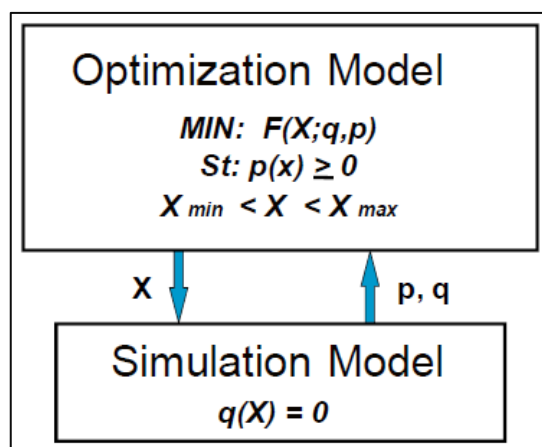 Optimization Model
MIN: F(X;q,p)
St: p(x) ≥ 0
X min < X < X max
X
p, q
Simulation Model
q(X) = 0